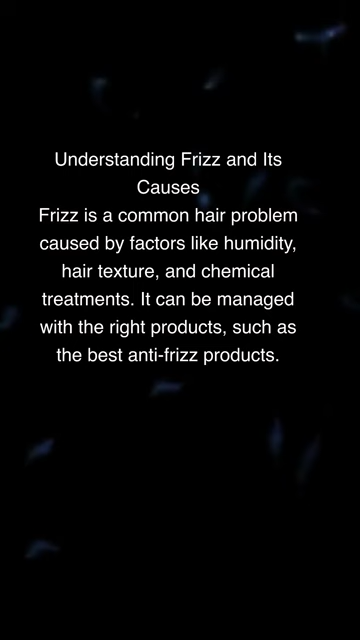 Understanding Frizz and Its
Causes
Frizz is a common hair problem
caused by factors like humidity,
hair texture, and chemical
treatments. It can be managed
with the right products, such as
the best anti-frizz products.